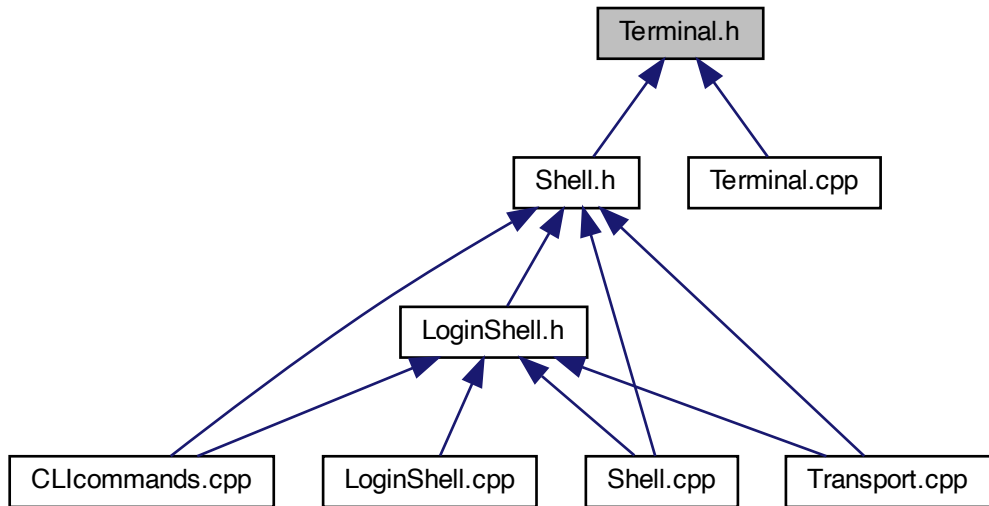 Terminal.h
Shell.h
Terminal.cpp
LoginShell.h
CLIcommands.cpp
LoginShell.cpp
Shell.cpp
Transport.cpp